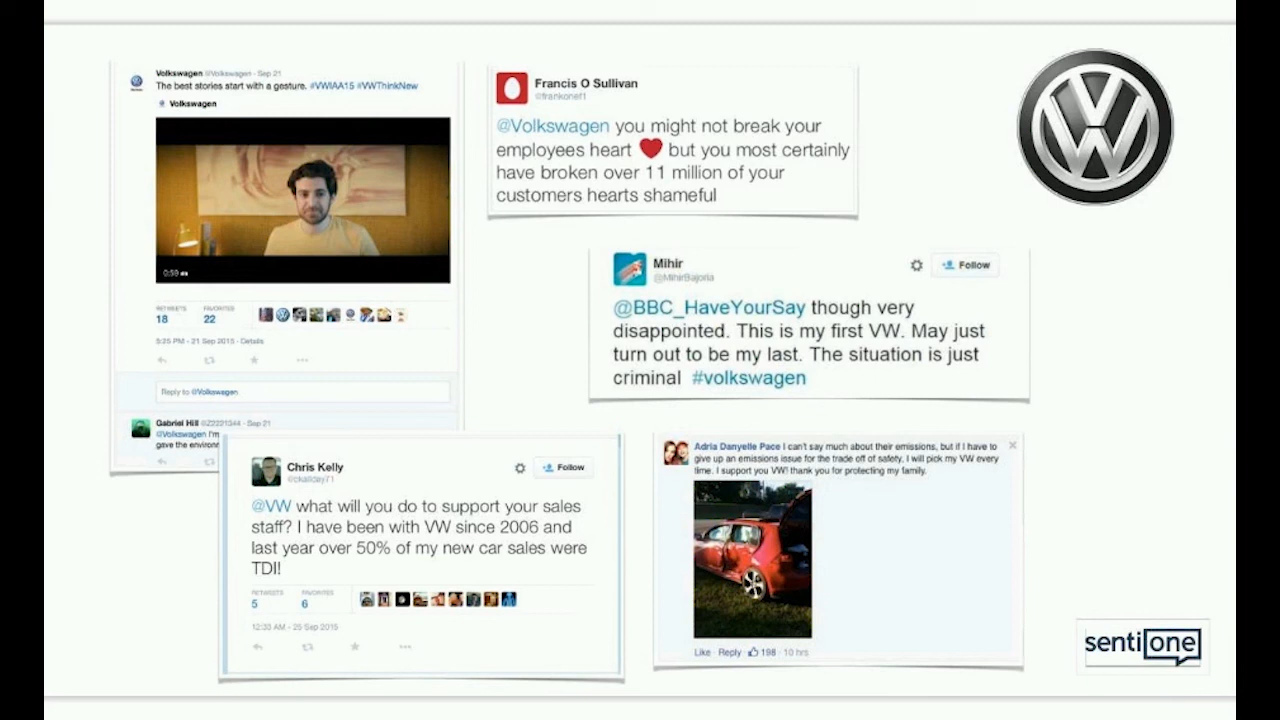 Volkswagen @Volkswagen · Sep 21
The best stories start with a gesture. #VWIAA15 #VWThinkNew
Volkswagen
0:59
RETWEETS FAVORITES
18 22
5:25 PM - 21 Sep 2015 · Details
Reply to @Volkswagen
Gabriel Hill @Z2221344 · Sep 21
@Volkswagen I'm
gave the environ
Francis O Sullivan
@frankonef1
@Volkswagen you might not break your
employees heart ❤ but you most certainly
have broken over 11 million of your
customers hearts shameful
Mihir
@MihirBajoria
Follow
@BBC_HaveYourSay though very
disappointed. This is my first VW. May just
turn out to be my last. The situation is just
criminal #volkswagen
Chris Kelly
@ckallday71
Follow
@VW what will you do to support your sales
staff? I have been with VW since 2006 and
last year over 50% of my new car sales were
TDI!
RETWEETS FAVORITES
5 6
12:33 AM - 25 Sep 2015
Adria Danyelle Pace I can't say much about their emissions, but if I have to
give up an emissions issue for the trade off of safety, I will pick my VW every
time. I support you VW! thank you for protecting my family.
Like · Reply · 198 · 10 hrs
VW
sentione